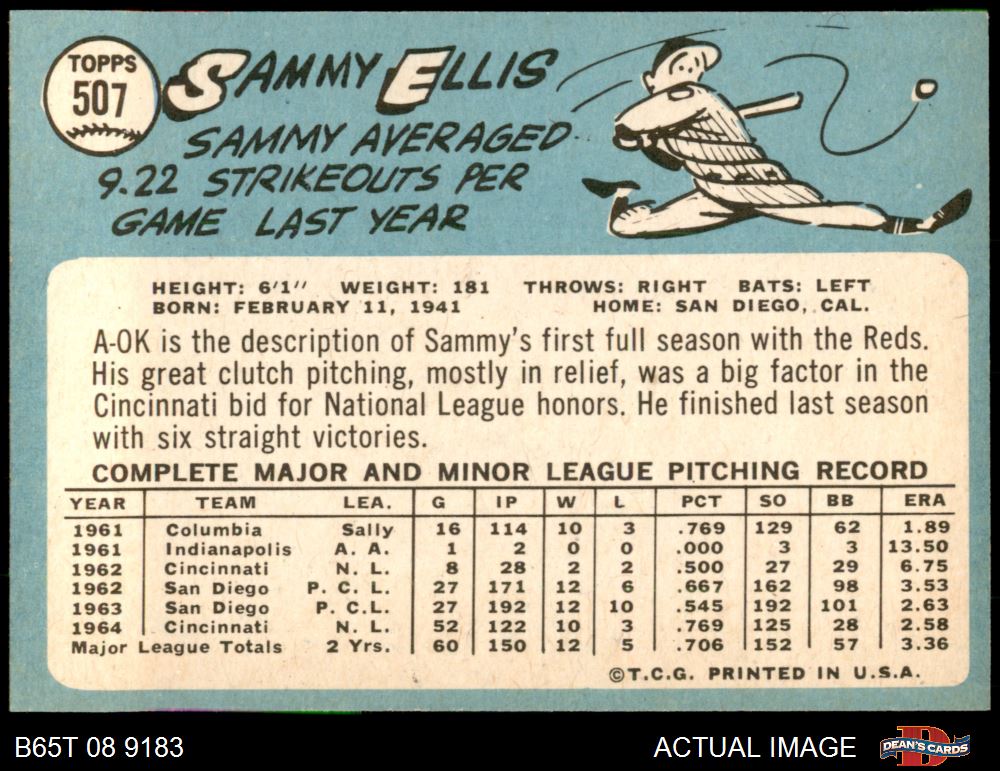 TOPPS
507
SAMMY ELLIS
SAMMY AVERAGED
9.22 STRIKEOUTS PER
GAME LAST YEAR
HEIGHT: 6'1" WEIGHT: 181 THROWS: RIGHT BATS: LEFT
BORN: FEBRUARY 11, 1941 HOME: SAN DIEGO, CAL.
A-OK is the description of Sammy's first full season with the Reds.
His great clutch pitching, mostly in relief, was a big factor in the
Cincinnati bid for National League honors. He finished last season
with six straight victories.
COMPLETE MAJOR AND MINOR LEAGUE PITCHING RECORD
YEAR TEAM LEA. G IP W L PCT SO BB ERA
1961 Columbia Sally 16 114 10 3 .769 129 62 1.89
1961 Indianapolis A. A. 1 2 0 0 .000 3 3 13.50
1962 Cincinnati N. L. 8 28 2 2 .500 27 29 6.75
1962 San Diego P. C. L. 27 171 12 6 .667 162 98 3.53
1963 San Diego P. C.L. 27 192 12 10 .545 192 101 2.63
1964 Cincinnati N. L. 52 122 10 3 .769 125 28 2.58
Major League Totals 2 Yrs. 60 150 12 5 .706 152 57 3.36
©T.C.G. PRINTED IN U.S.A.
B65T 08 9183 ACTUAL IMAGE DEAN'S CARDS